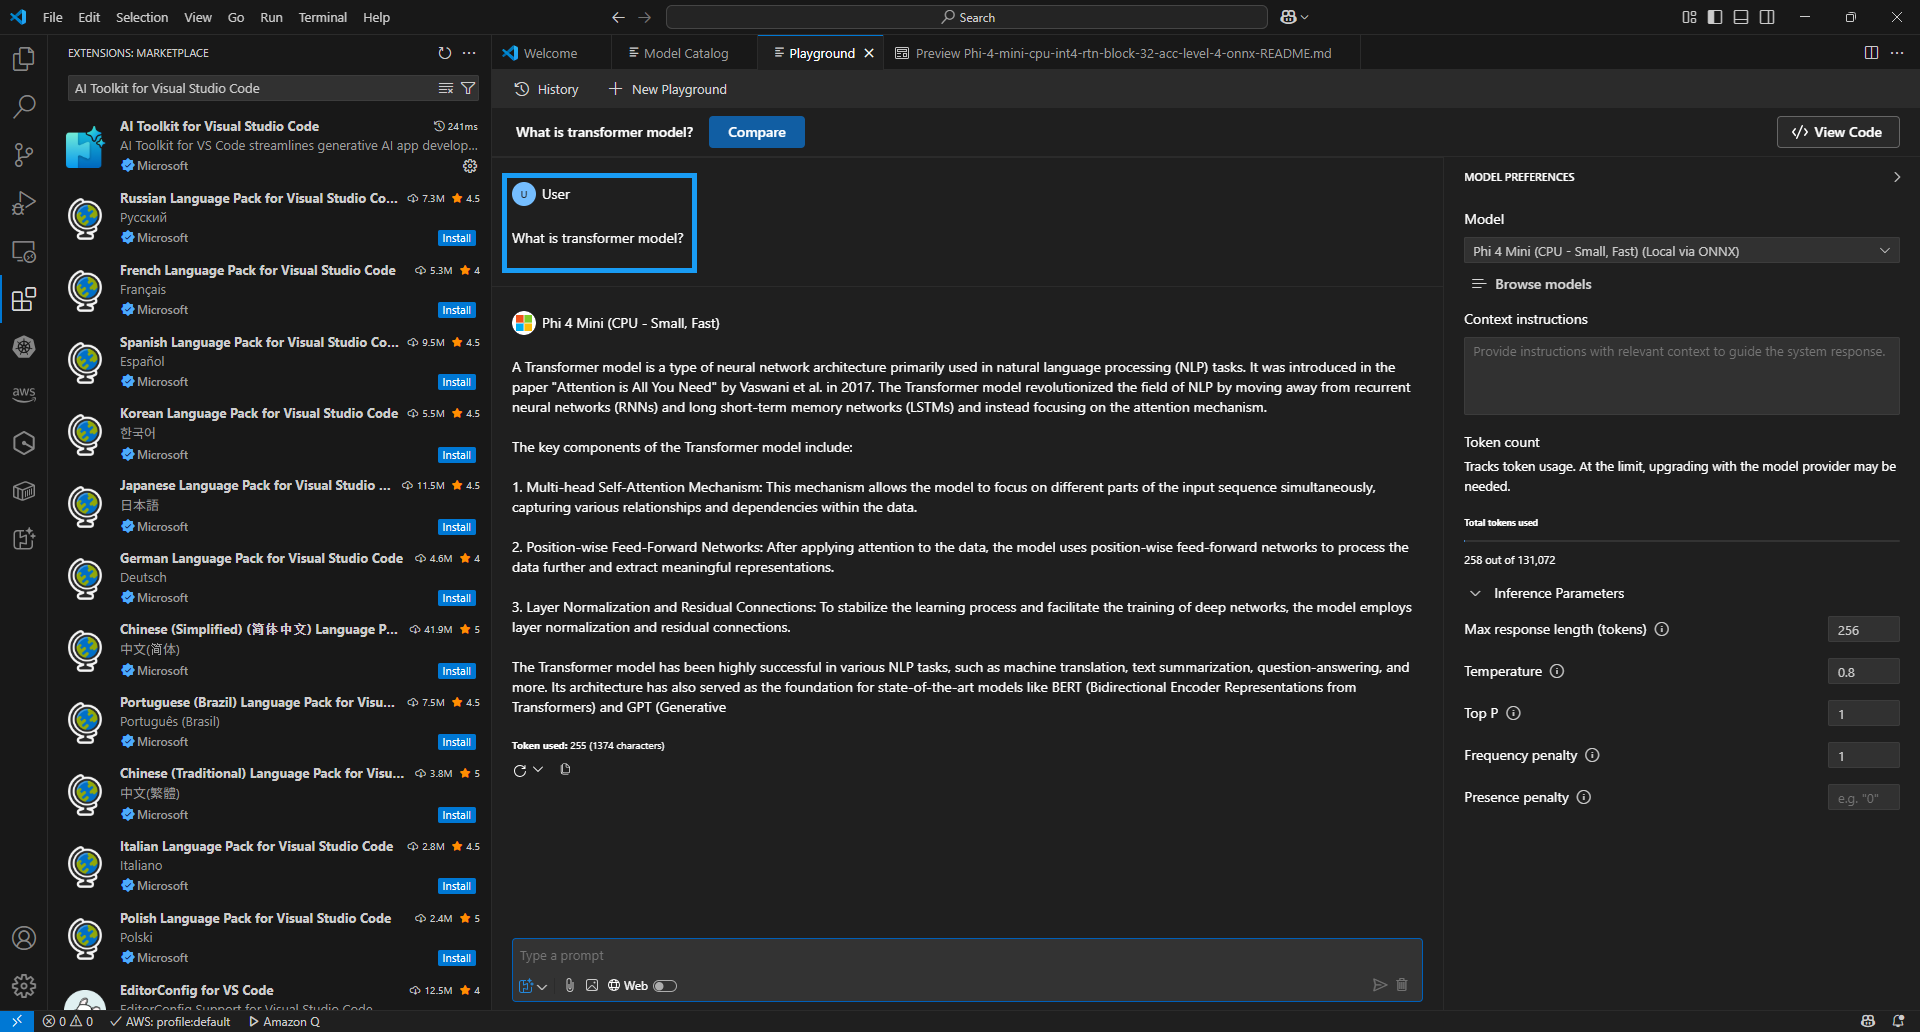 File Edit Selection View Go Run Terminal Help
Search
EXTENSIONS: MARKETPLACE
AI Toolkit for Visual Studio Code
AI Toolkit for Visual Studio Code 241ms
AI Toolkit for VS Code streamlines generative AI app develop...
Microsoft
Russian Language Pack for Visual Studio Co... 7.3M 4.5
Русский
Microsoft Install
French Language Pack for Visual Studio Code 5.3M 4
Français
Microsoft Install
Spanish Language Pack for Visual Studio Co... 9.5M 4.5
Español
Microsoft Install
Korean Language Pack for Visual Studio Code 5.5M 4.5
한국어
Microsoft Install
Japanese Language Pack for Visual Studio ... 11.5M 4.5
日本語
Microsoft Install
German Language Pack for Visual Studio Code 4.6M 4
Deutsch
Microsoft Install
Chinese (Simplified) (简体中文) Language P... 41.9M 5
中文(简体)
Microsoft Install
Portuguese (Brazil) Language Pack for Visu... 7.5M 4.5
Português (Brasil)
Microsoft Install
Chinese (Traditional) Language Pack for Visu... 3.8M 5
中文(繁體)
Microsoft Install
Italian Language Pack for Visual Studio Code 2.8M 4.5
Italiano
Microsoft Install
Polish Language Pack for Visual Studio Code 2.4M 5
Polski
Microsoft Install
EditorConfig for VS Code 12.5M 4
EditorConfig Support for Visual Studio Code
Welcome Model Catalog Playground Preview Phi-4-mini-cpu-int4-rtn-block-32-acc-level-4-onnx-README.md
History New Playground
What is transformer model? Compare View Code
U User
What is transformer model?
Phi 4 Mini (CPU - Small, Fast)
A Transformer model is a type of neural network architecture primarily used in natural language processing (NLP) tasks. It was introduced in the
paper "Attention is All You Need" by Vaswani et al. in 2017. The Transformer model revolutionized the field of NLP by moving away from recurrent
neural networks (RNNs) and long short-term memory networks (LSTMs) and instead focusing on the attention mechanism.
The key components of the Transformer model include:
1. Multi-head Self-Attention Mechanism: This mechanism allows the model to focus on different parts of the input sequence simultaneously,
capturing various relationships and dependencies within the data.
2. Position-wise Feed-Forward Networks: After applying attention to the data, the model uses position-wise feed-forward networks to process the
data further and extract meaningful representations.
3. Layer Normalization and Residual Connections: To stabilize the learning process and facilitate the training of deep networks, the model employs
layer normalization and residual connections.
The Transformer model has been highly successful in various NLP tasks, such as machine translation, text summarization, question-answering, and
more. Its architecture has also served as the foundation for state-of-the-art models like BERT (Bidirectional Encoder Representations from
Transformers) and GPT (Generative
Token used: 255 (1374 characters)
Type a prompt
Web
MODEL PREFERENCES
Model
Phi 4 Mini (CPU - Small, Fast) (Local via ONNX)
Browse models
Context instructions
Provide instructions with relevant context to guide the system response.
Token count
Tracks token usage. At the limit, upgrading with the model provider may be
needed.
Total tokens used
258 out of 131,072
Inference Parameters
Max response length (tokens) 256
Temperature 0.8
Top P 1
Frequency penalty 1
Presence penalty e.g. "0"
aws
0 0 AWS: profile:default Amazon Q